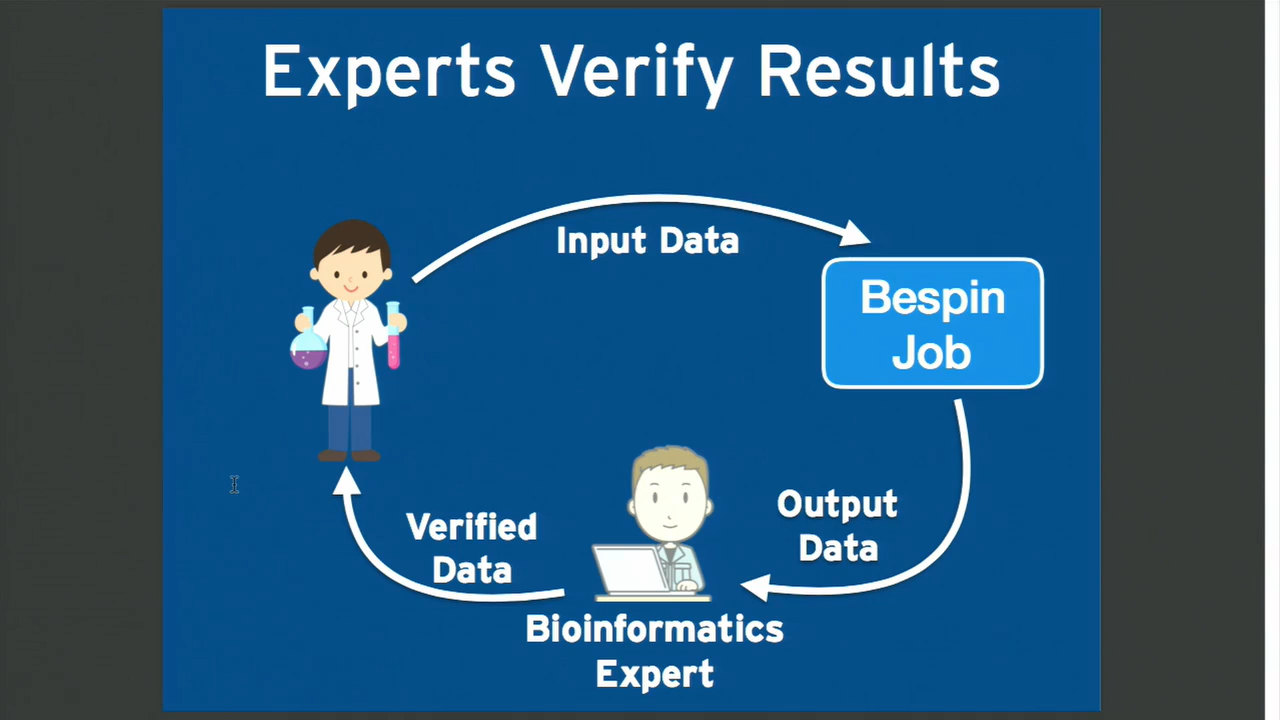 Experts Verify Results
Input Data
Bespin
Job
Output
Data
Verified
Data
Bioinformatics
Expert